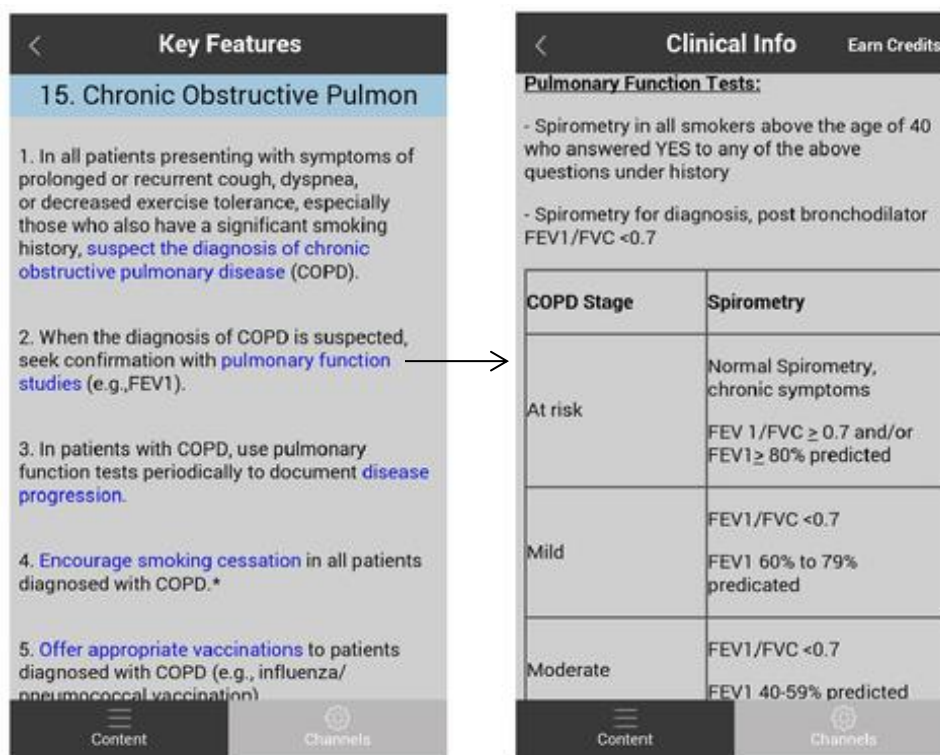 Key Features
15. Chronic Obstructive Pulmon
1. In all patients presenting with symptoms of
prolonged or recurrent cough, dyspnea,
or decreased exercise tolerance, especially
those who also have a significant smoking
history, suspect the diagnosis of chronic
obstructive pulmonary disease (COPD).
2. When the diagnosis of COPD is suspected,
seek confirmation with pulmonary function
studies (e.g.,FEV1).
3. In patients with COPD, use pulmonary
function tests periodically to document disease
progression.
4. Encourage smoking cessation in all patients
diagnosed with COPD.*
5. Offer appropriate vaccinations to patients
diagnosed with COPD (e.g., influenza/
pneumococcal vaccination)
Content
Channels
Clinical Info
Earn Credits
Pulmonary Function Tests:
- Spirometry in all smokers above the age of 40
who answered YES to any of the above
questions under history
- Spirometry for diagnosis, post bronchodilator
FEV1/FVC <0.7
COPD Stage
Spirometry
At risk
Normal Spirometry,
chronic symptoms
FEV 1/FVC ≥ 0.7 and/or
FEV1≥ 80% predicted
Mild
FEV1/FVC <0.7
FEV1 60% to 79%
predicated
Moderate
FEV1/FVC <0.7
FEV1 40-59% predicted
Content
Channels